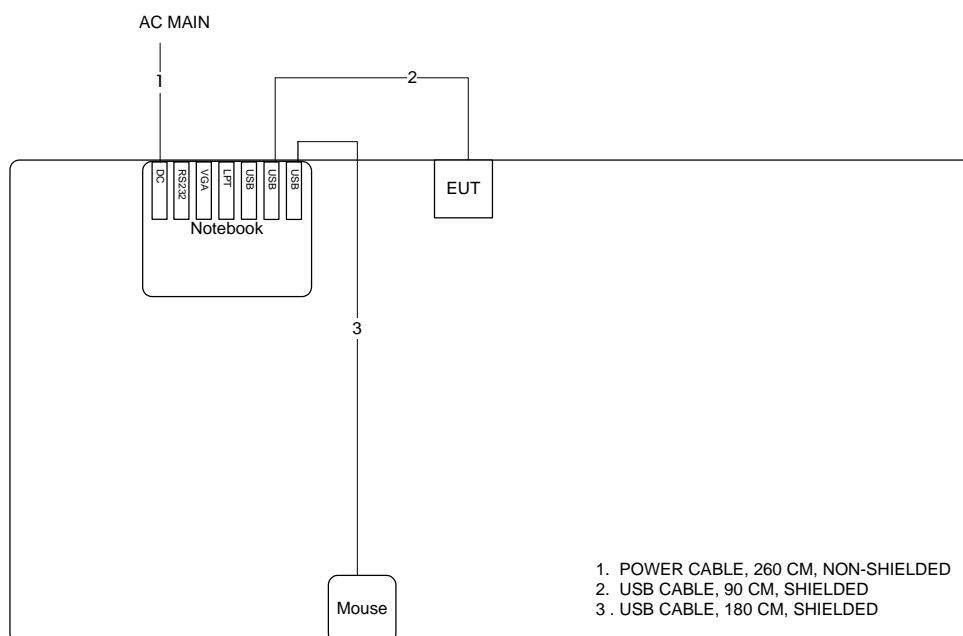 AC MAIN
1
2
DC
RS232
VGA
LPT
USB
USB
USB
Notebook
EUT
3
Mouse
1. POWER CABLE, 260 CM, NON-SHIELDED
2. USB CABLE, 90 CM, SHIELDED
3 . USB CABLE, 180 CM, SHIELDED